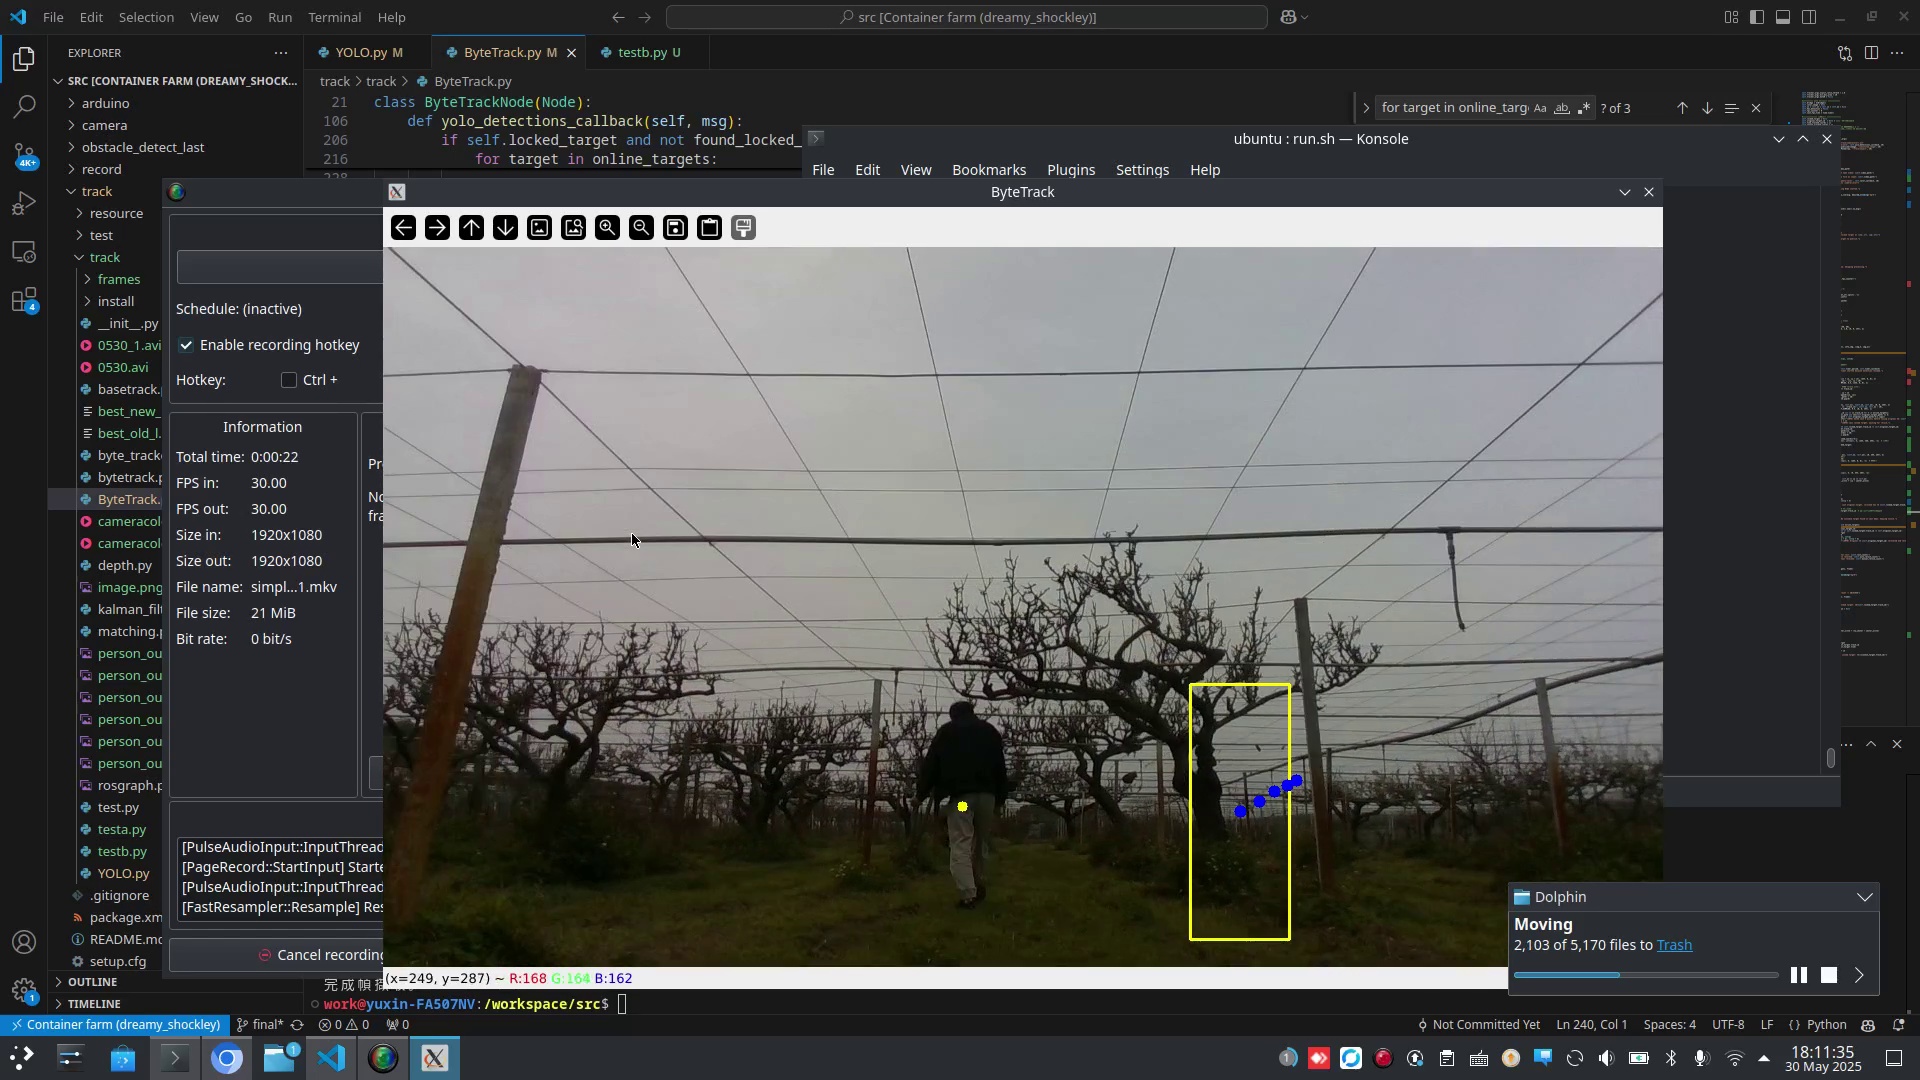 File Edit Selection View Go Run Terminal Help
src [Container farm (dreamy_shockley)]
EXPLORER
YOLO.py M
ByteTrack.py M
testb.py U
SRC [CONTAINER FARM (DREAMY_SHOCK...
track > track > ByteTrack.py
arduino
camera
obstacle_detect_last
record
track
resource
test
track
frames
install
__init__.py
0530_1.avi
0530.avi
basetrack.
best_new_
best_old_l.
byte_track
bytetrack.p
ByteTrack.
cameracol
cameracol
depth.py
image.png
kalman_filt
matching.p
person_ou
person_ou
person_ou
person_ou
person_ou
person_ou
rosgraph.p
test.py
testa.py
testb.py
YOLO.py
.gitignore
package.xm
README.md
setup.cfg
OUTLINE
TIMELINE
4K+
4
1
21 class ByteTrackNode(Node):
106 def yolo_detections_callback(self, msg):
206 if self.locked_target and not found_locked_
216 for target in online_targets:
for target in online_targ
Aa ab .*
? of 3
ubuntu : run.sh — Konsole
File Edit View Bookmarks Plugins Settings Help
ByteTrack
Schedule: (inactive)
Enable recording hotkey
Hotkey: Ctrl +
Information
Total time: 0:00:22
FPS in: 30.00
FPS out: 30.00
Size in: 1920x1080
Size out: 1920x1080
File name: simpl...1.mkv
File size: 21 MiB
Bit rate: 0 bit/s
Pr
No
fra
[PulseAudioInput::InputThread
[PageRecord::StartInput] Starte
[PulseAudioInput::InputThread
[FastResampler::Resample] Res
Cancel recording
(x=249, y=287) ~ R:168 G:164 B:162
work@yuxin-FA507NV:/workspace/src$
Dolphin
Moving
2,103 of 5,170 files to Trash
Container farm (dreamy_shockley)
final*
0 0
0
Not Committed Yet
Ln 240, Col 1
Spaces: 4
UTF-8
LF
{} Python
1
1
18:11:35
30 May 2025